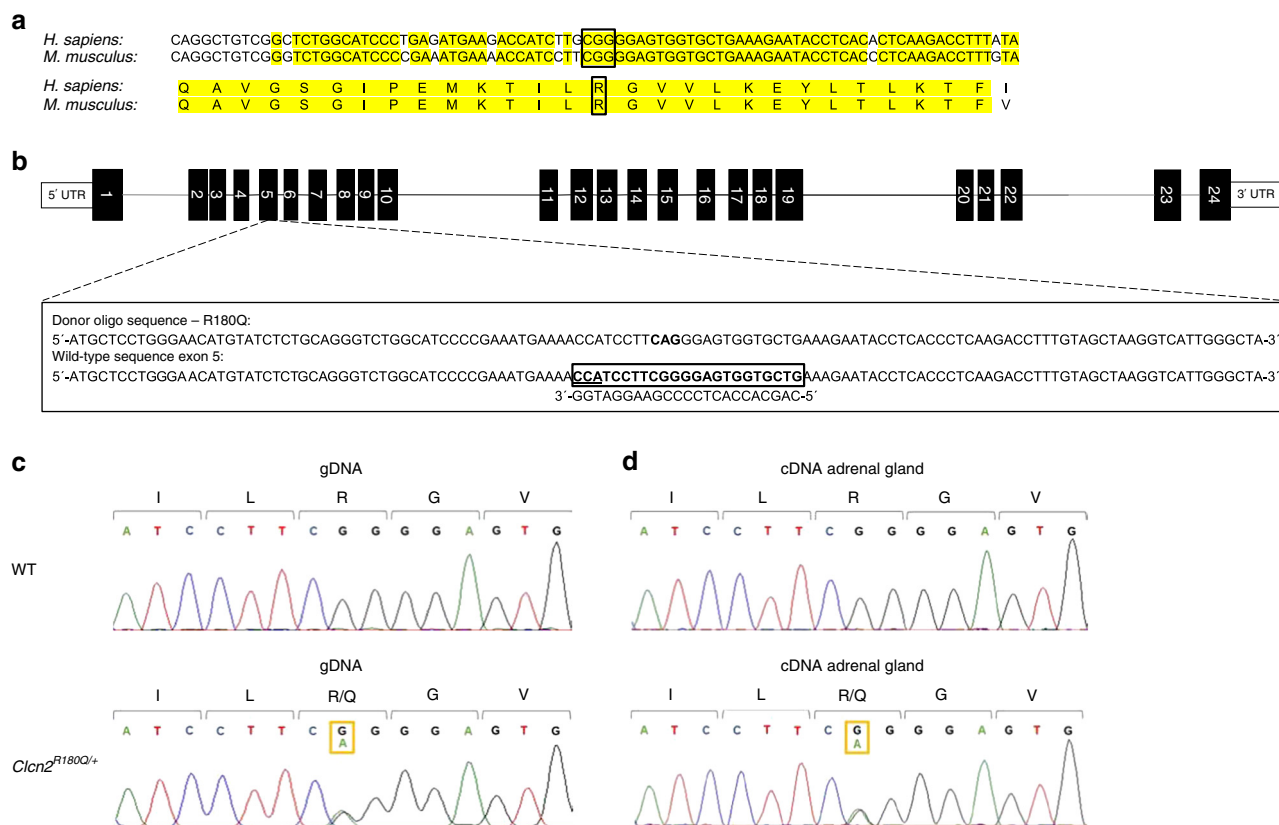 a
H. sapiens: CAGGCTGTCGGCTCTGGCATCCCTGAGATGAAGACCATCTTGCGGGGAGTGGTGCTGAAAGAATACCTCACACTCAAGACCTTTATA
M. musculus: CAGGCTGTCGGGTCTGGCATCCCCGAAATGAAAACCATCCTTCGGGGAGTGGTGCTGAAAGAATACCTCACCCTCAAGACCTTTGTA
H. sapiens: Q A V G S G I P E M K T I L R G V V L K E Y L T L K T F I
M. musculus: Q A V G S G I P E M K T I L R G V V L K E Y L T L K T F V
b
5′ UTR 1 2 3 4 5 6 7 8 9 10 11 12 13 14 15 16 17 18 19 20 21 22 23 24 3′ UTR
Donor oligo sequence – R180Q:
5′-ATGCTCCTGGGAACATGTATCTCTGCAGGGTCTGGCATCCCCGAAATGAAAACCATCCTTCAGGGAGTGGTGCTGAAAGAATACCTCACCCTCAAGACCTTTGTAGCTAAGGTCATTGGGCTA-3′
Wild-type sequence exon 5:
5′-ATGCTCCTGGGAACATGTATCTCTGCAGGGTCTGGCATCCCCGAAATGAAAACCATCCTTCGGGGAGTGGTGCTGAAAGAATACCTCACCCTCAAGACCTTTGTAGCTAAGGTCATTGGGCTA-3′
3′-GGTAGGAAGCCCCTCACCACGAC-5′
c
gDNA
I L R G V
A T C C T T C G G G G A G T G
WT
gDNA
I L R/Q G V
A T C C T T C G G G G A G T G
A
Clcn2R180Q/+
d
cDNA adrenal gland
I L R G V
A T C C T T C G G G G A G T G
cDNA adrenal gland
I L R/Q G V
A T C C T T C G G G G A G T G
A